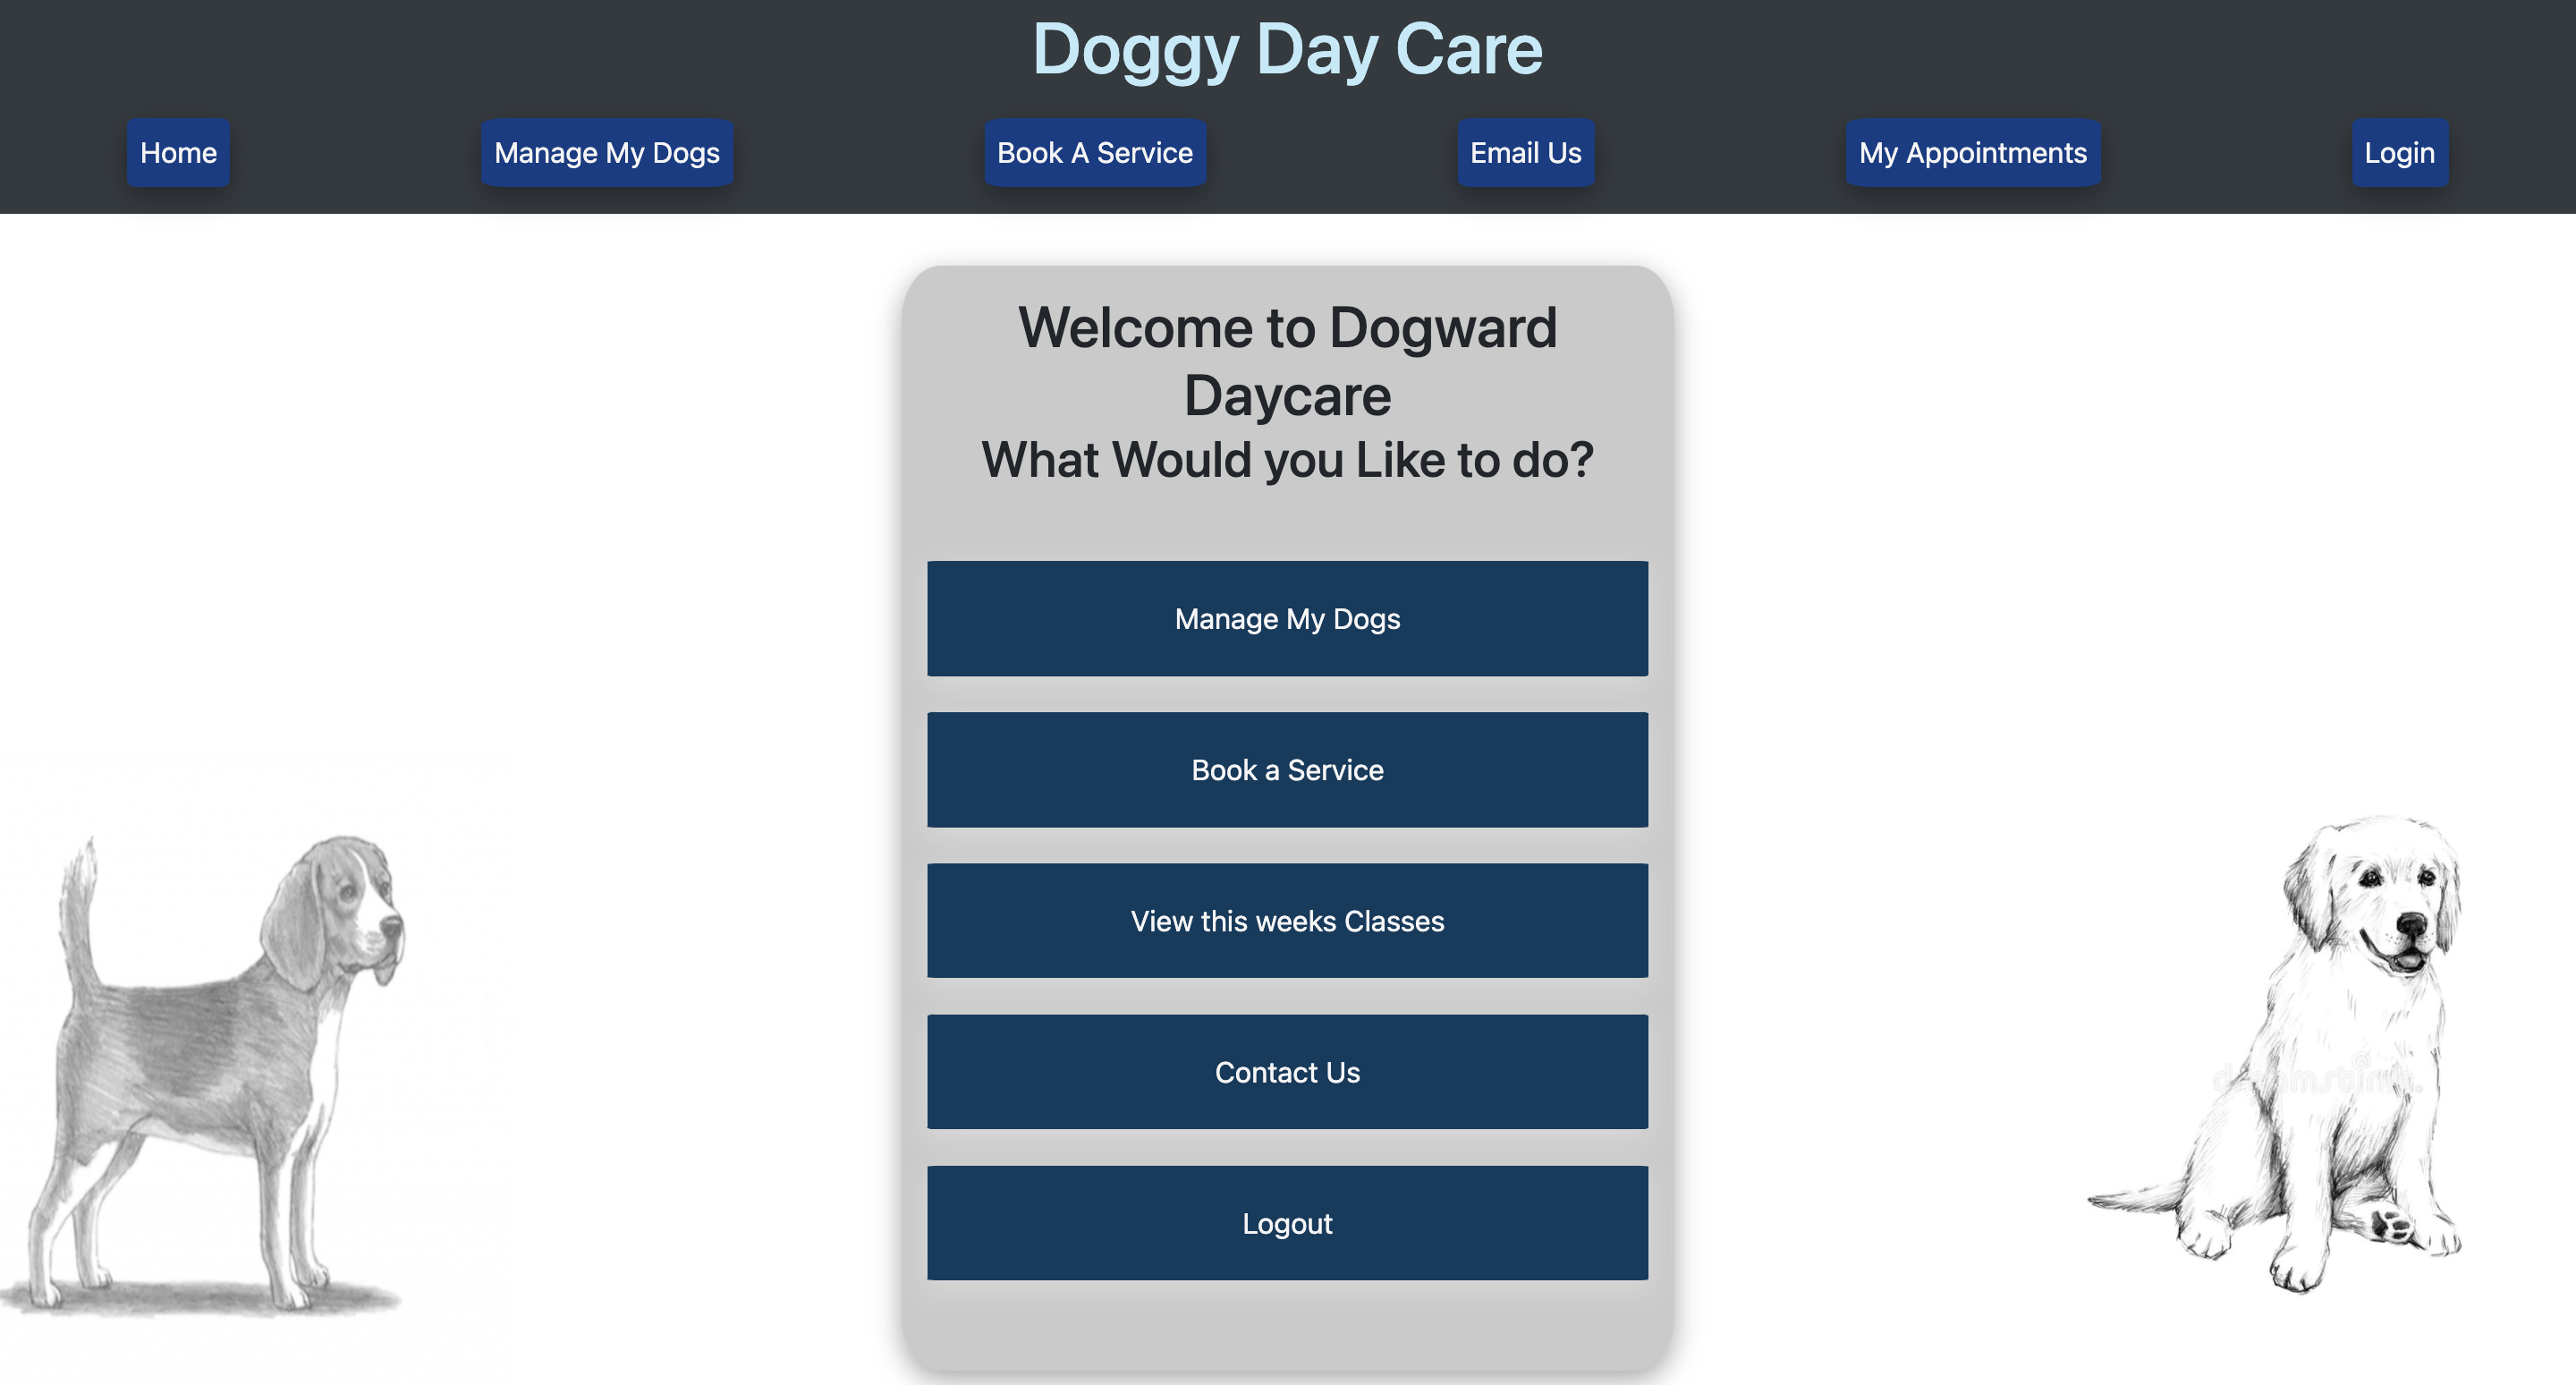 Doggy Day Care
Home
Manage My Dogs
Book A Service
Email Us
My Appointments
Login
Welcome to Dogward
Daycare
What Would you Like to do?
Manage My Dogs
Book a Service
View this weeks Classes
Contact Us
Logout